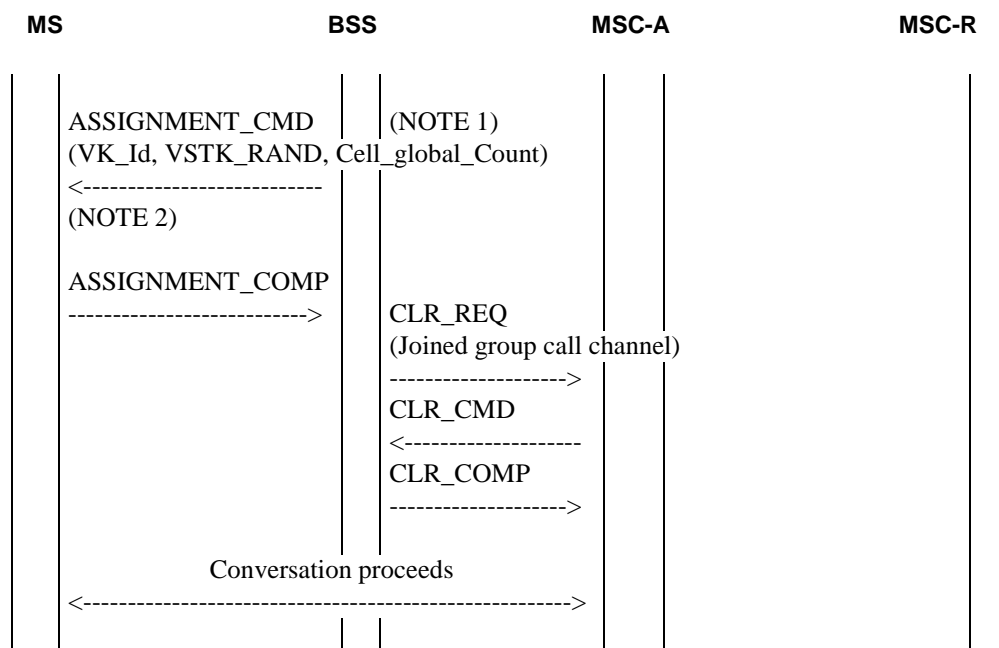 MS BSS MSC-A MSC-R
ASSIGNMENT_CMD (NOTE 1)
(VK_Id, VSTK_RAND, Cell_global_Count)
<---------------------------
(NOTE 2)
ASSIGNMENT_COMP
---------------------------> CLR_REQ
(Joined group call channel)
-------------------->
CLR_CMD
<--------------------
CLR_COMP
-------------------->
Conversation proceeds
<------------------------------------------------------->